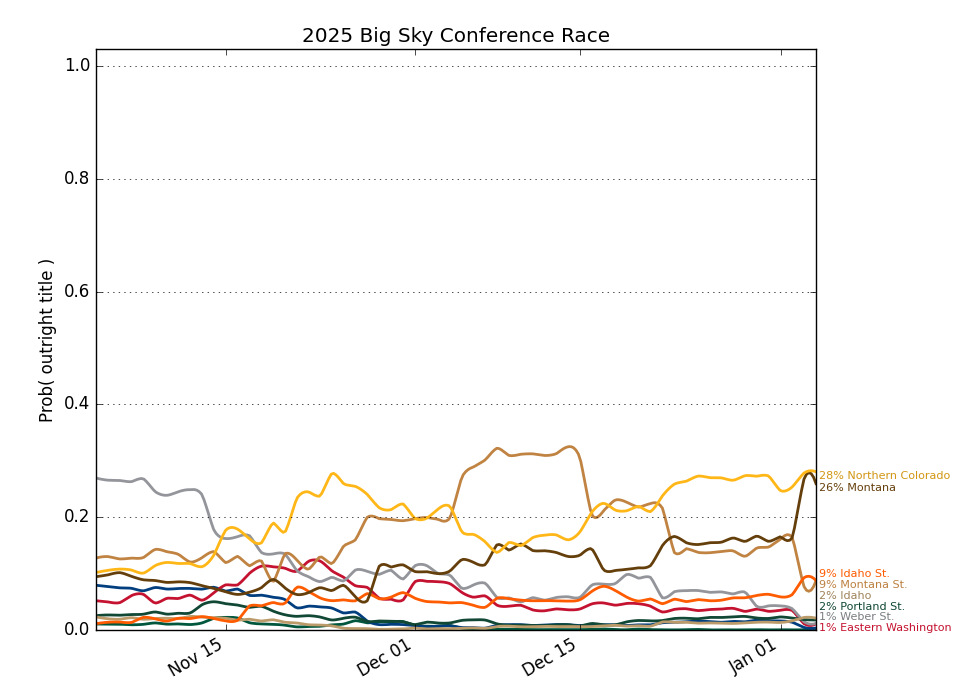 2025 Big Sky Conference Race
Prob( outright title )
1.0
0.8
0.6
0.4
0.2
0.0
Nov 15
Dec 01
Dec 15
Jan 01
28% Northern Colorado
26% Montana
9% Idaho St.
9% Montana St.
2% Idaho
2% Portland St.
1% Weber St.
1% Eastern Washington